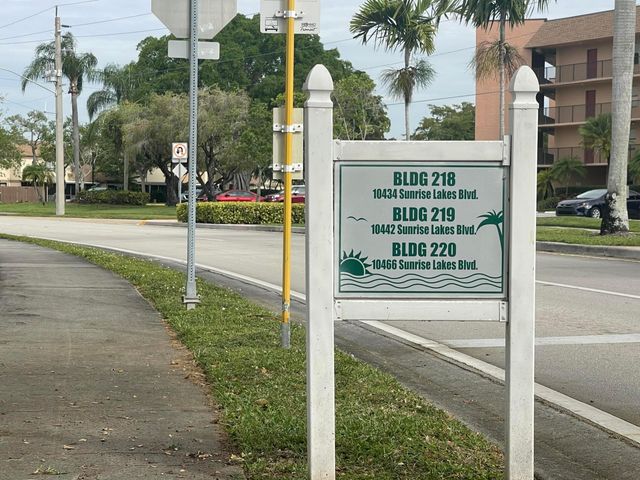 BLDG 218
10434 Sunrise Lakes Blvd.
BLDG 219
10442 Sunrise Lakes Blvd.
BLDG 220
10466 Sunrise Lakes Blvd.